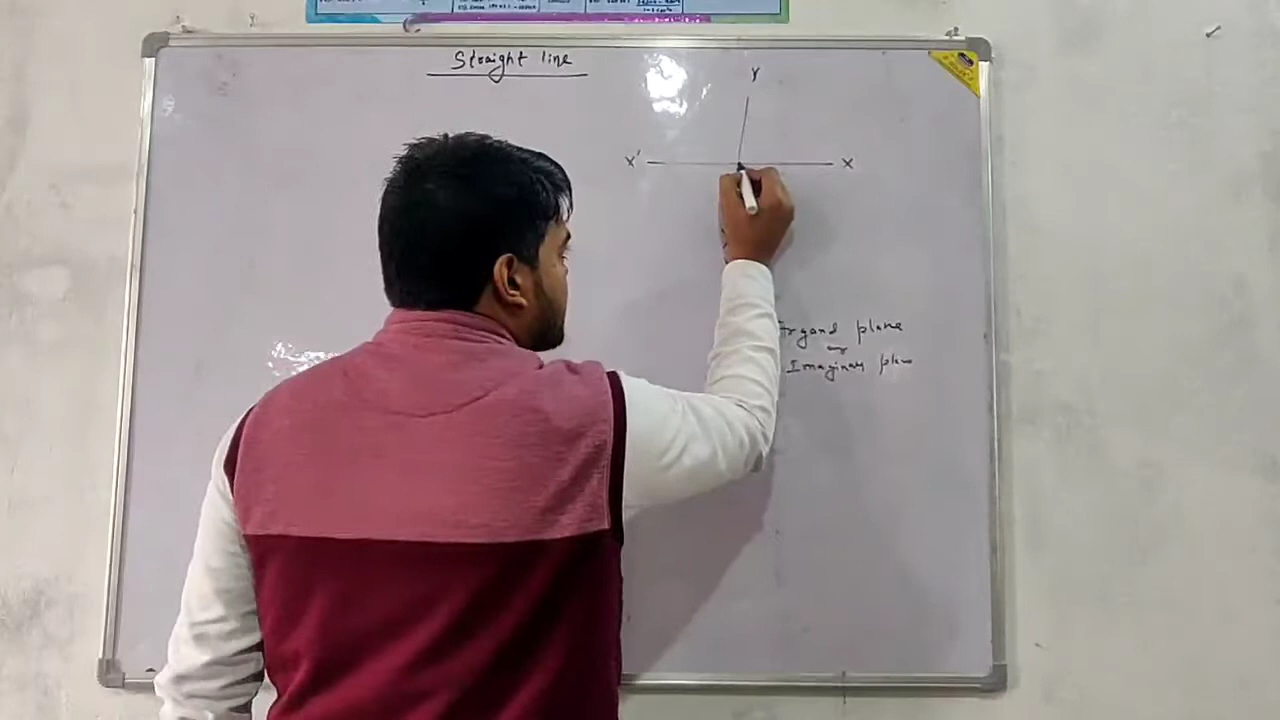 Straight line
Y
X' X
Argand plane
or
Imaginary plane